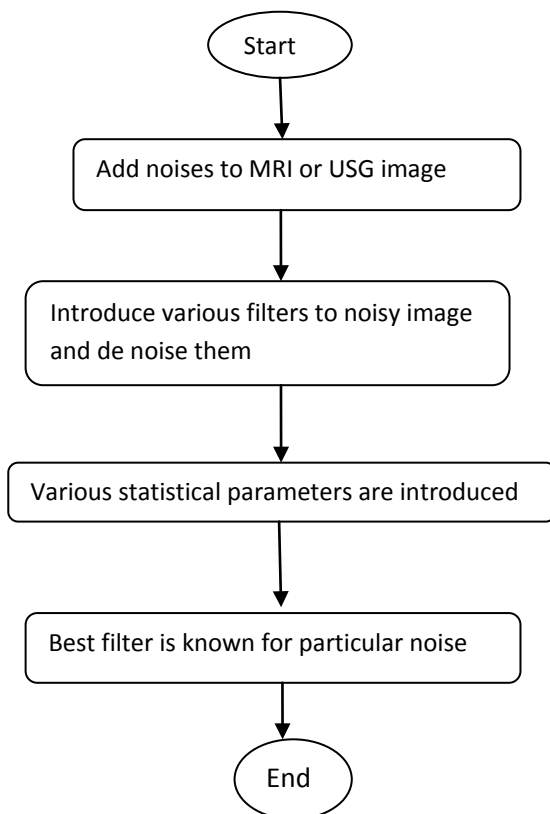 Start
Add noises to MRI or USG image
Introduce various filters to noisy image
and de noise them
Various statistical parameters are introduced
Best filter is known for particular noise
End